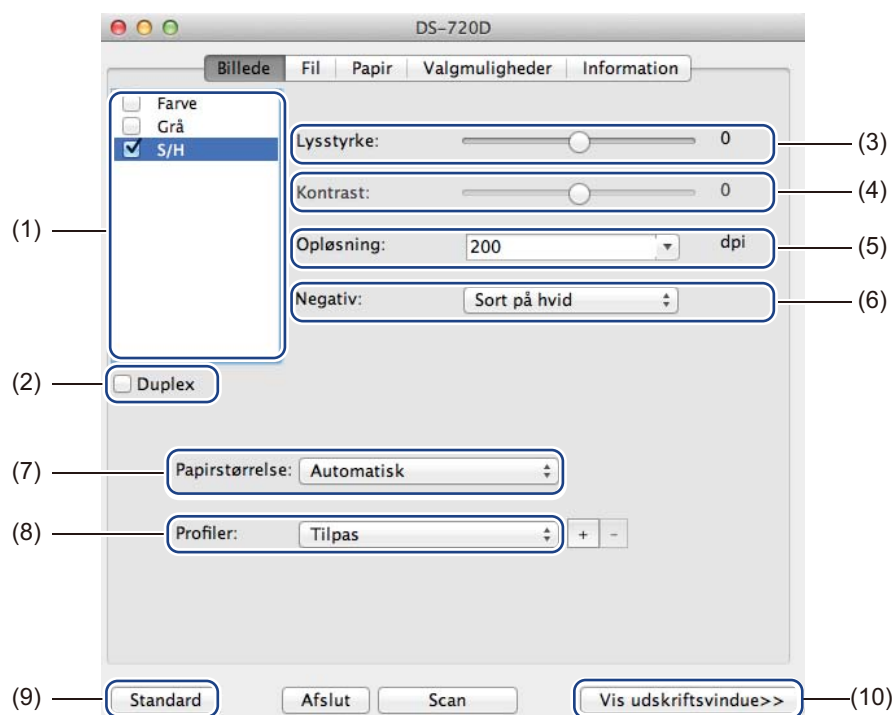 DS-720D
Billede Fil Papir Valgmuligheder Information
Farve
Grå
S/H
(1)
Lysstyrke: 0 (3)
Kontrast: 0 (4)
Opløsning: 200 dpi (5)
Negativ: Sort på hvid (6)
(2) Duplex
(7) Papirstørrelse: Automatisk
(8) Profiler: Tilpas + -
(9) Standard Afslut Scan Vis udskriftsvindue>> (10)